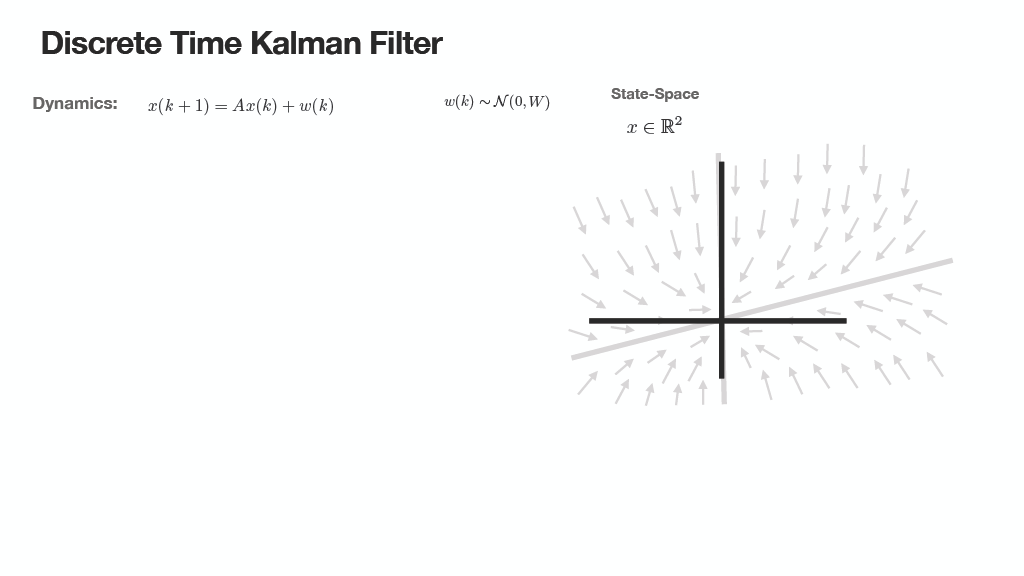 Discrete Time Kalman Filter
Dynamics: x(k + 1) = Ax(k) + w(k) w(k) ∼ 𝒩(0, W)
State-Space
x ∈ ℝ²